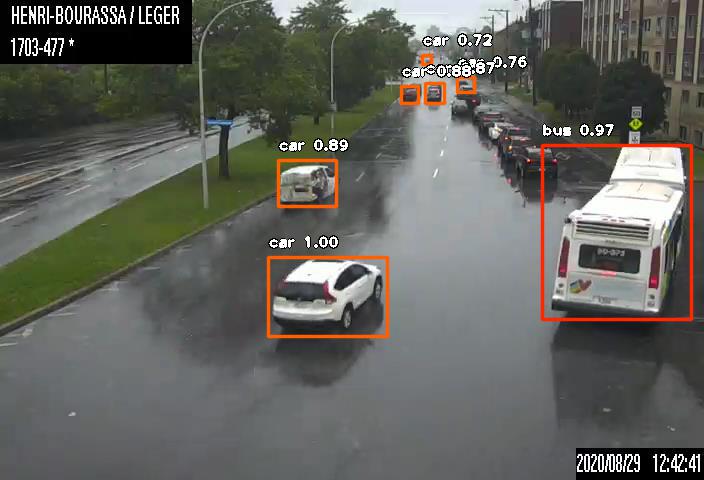 HENRI-BOURASSA / LEGER
1703-477 *
car 0.72
car 0.76
car 0.88
bus 0.97
car 0.89
car 1.00
2020/08/29 12:42:41